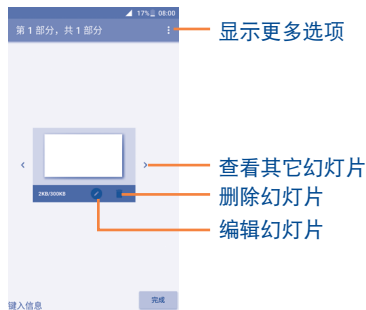 17% 08:00
第 1 部分，共 1 部分
显示更多选项
查看其它幻灯片
2KB/300KB
删除幻灯片
编辑幻灯片
完成
键入信息